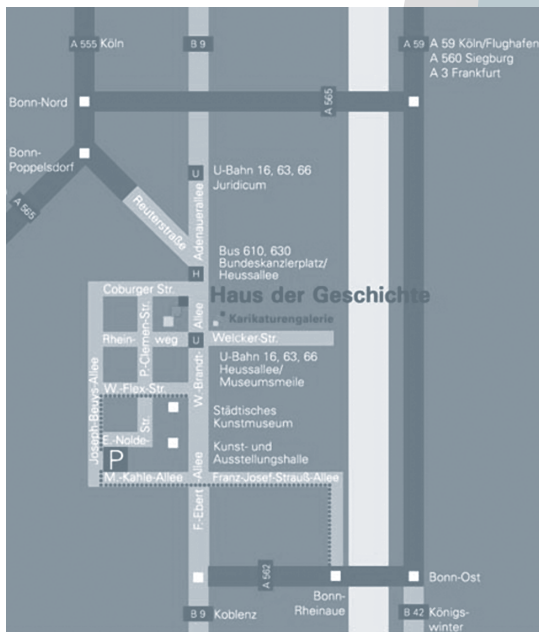 A 555 Köln
B 9
A 59 A 59 Köln/Flughafen
A 560 Siegburg
A 3 Frankfurt
Bonn-Nord
A 565
Bonn-
Poppelsdorf
A 565
Reuterstraße
Adenauerallee
U
U-Bahn 16, 63, 66
Juridicum
Bus 610, 630
Bundeskanzlerplatz/
Heussallee
H
Coburger Str.
Haus der Geschichte
Karikaturengalerie
P.-Clemen-Str.
Allee
Rhein-
weg
U
Welcker-Str.
U-Bahn 16, 63, 66
Heussallee/
Museumsmeile
W.-Brandt-
Joseph-Beuys-Allee
W.-Flex-Str.
Städtisches
Kunstmuseum
Str.
E.-Nolde-
Kunst- und
Ausstellungshalle
P
M.-Kahle-Allee
Franz-Josef-Strauß-Allee
F.-Ebert-Allee
A 562
Bonn-Ost
Bonn-
Rheinaue
B 9 Koblenz
B 42 Königs-
winter